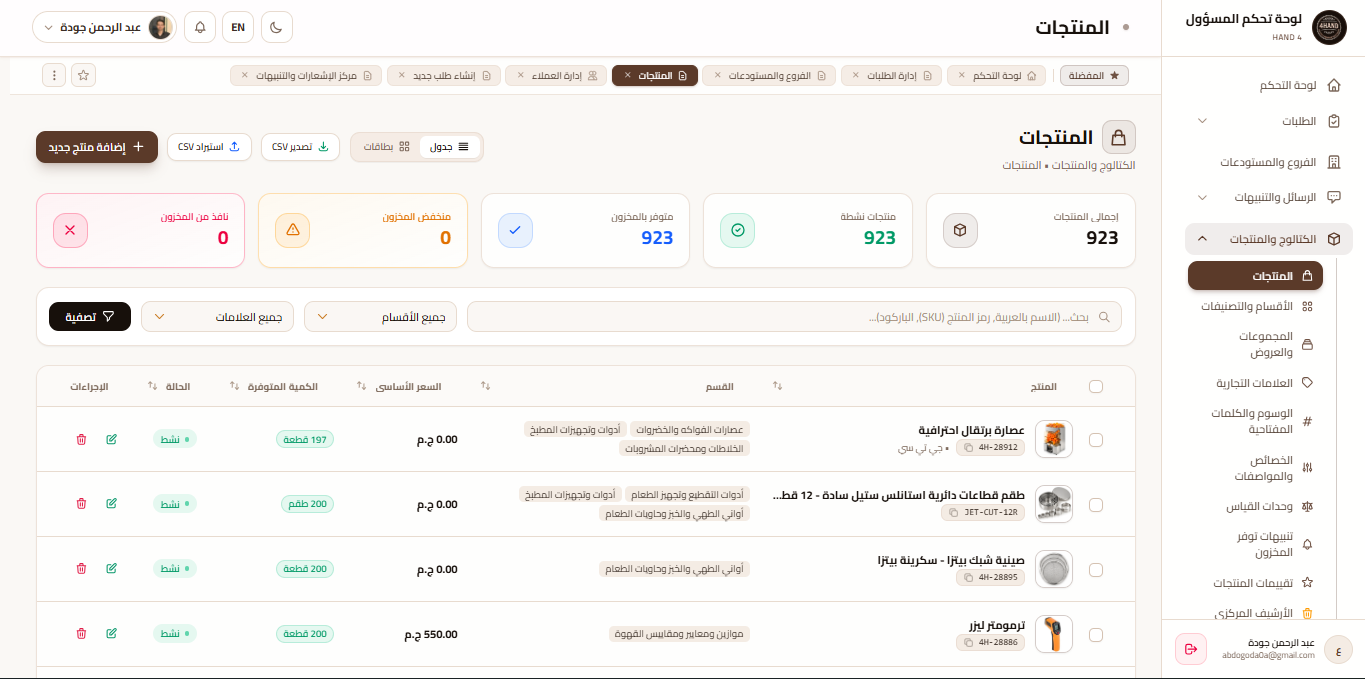 لوحة تحكم المسؤول
HAND 4
لوحة التحكم
الطلبات
الفروع والمستودعات
الرسائل والتنبيهات
الكتالوج والمنتجات
المنتجات
الأقسام والتصنيفات
المجموعات
والعروض
العلامات التجارية
الوسوم والكلمات
المفتاحية
الخصائص
والمواصفات
وحدات القياس
تنبيهات توفر
المخزون
تقييمات المنتجات
الأرشيف المركزي
عبد الرحمن جودة
abdogoda0a@gmail.com
ع
المنتجات
EN
عبد الرحمن جودة
المفضلة
لوحة التحكم
إدارة الطلبات
الفروع والمستودعات
المنتجات
إدارة العملاء
إنشاء طلب جديد
مركز الإشعارات والتنبيهات
المنتجات
الكتالوج والمنتجات • المنتجات
جدول
بطاقات
تصدير CSV
استيراد CSV
إضافة منتج جديد
إجمالي المنتجات
923
منتجات نشطة
923
متوفر بالمخزون
923
منخفض المخزون
0
نافذ من المخزون
0
بحث... (الاسم بالعربية, رمز المنتج (SKU), الباركود)...
جميع الأقسام
جميع العلامات
تصفية
المنتج القسم السعر الأساسي الكمية المتوفرة الحالة الإجراءات
عصارة برتقال احترافية
4H-28912 • جي تي سي
عصارات الفواكه والخضروات
أدوات وتجهيزات المطبخ
الخلاطات ومحضرات المشروبات
0.00 ج.م
197 قطعة
نشط
طقم قطاعات دائرية استانلس ستيل سادة - 12 قط...
JET-CUT-12R
أدوات التقطيع وتجهيز الطعام
أدوات وتجهيزات المطبخ
أواني الطهي والخبز وحاويات الطعام
0.00 ج.م
200 طقم
نشط
صينية شبك بيتزا - سكرينة بيتزا
4H-28895
أواني الطهي والخبز وحاويات الطعام
0.00 ج.م
200 قطعة
نشط
ترمومتر ليزر
4H-28886
موازين ومعايير ومقاييس القهوة
550.00 ج.م
200 قطعة
نشط